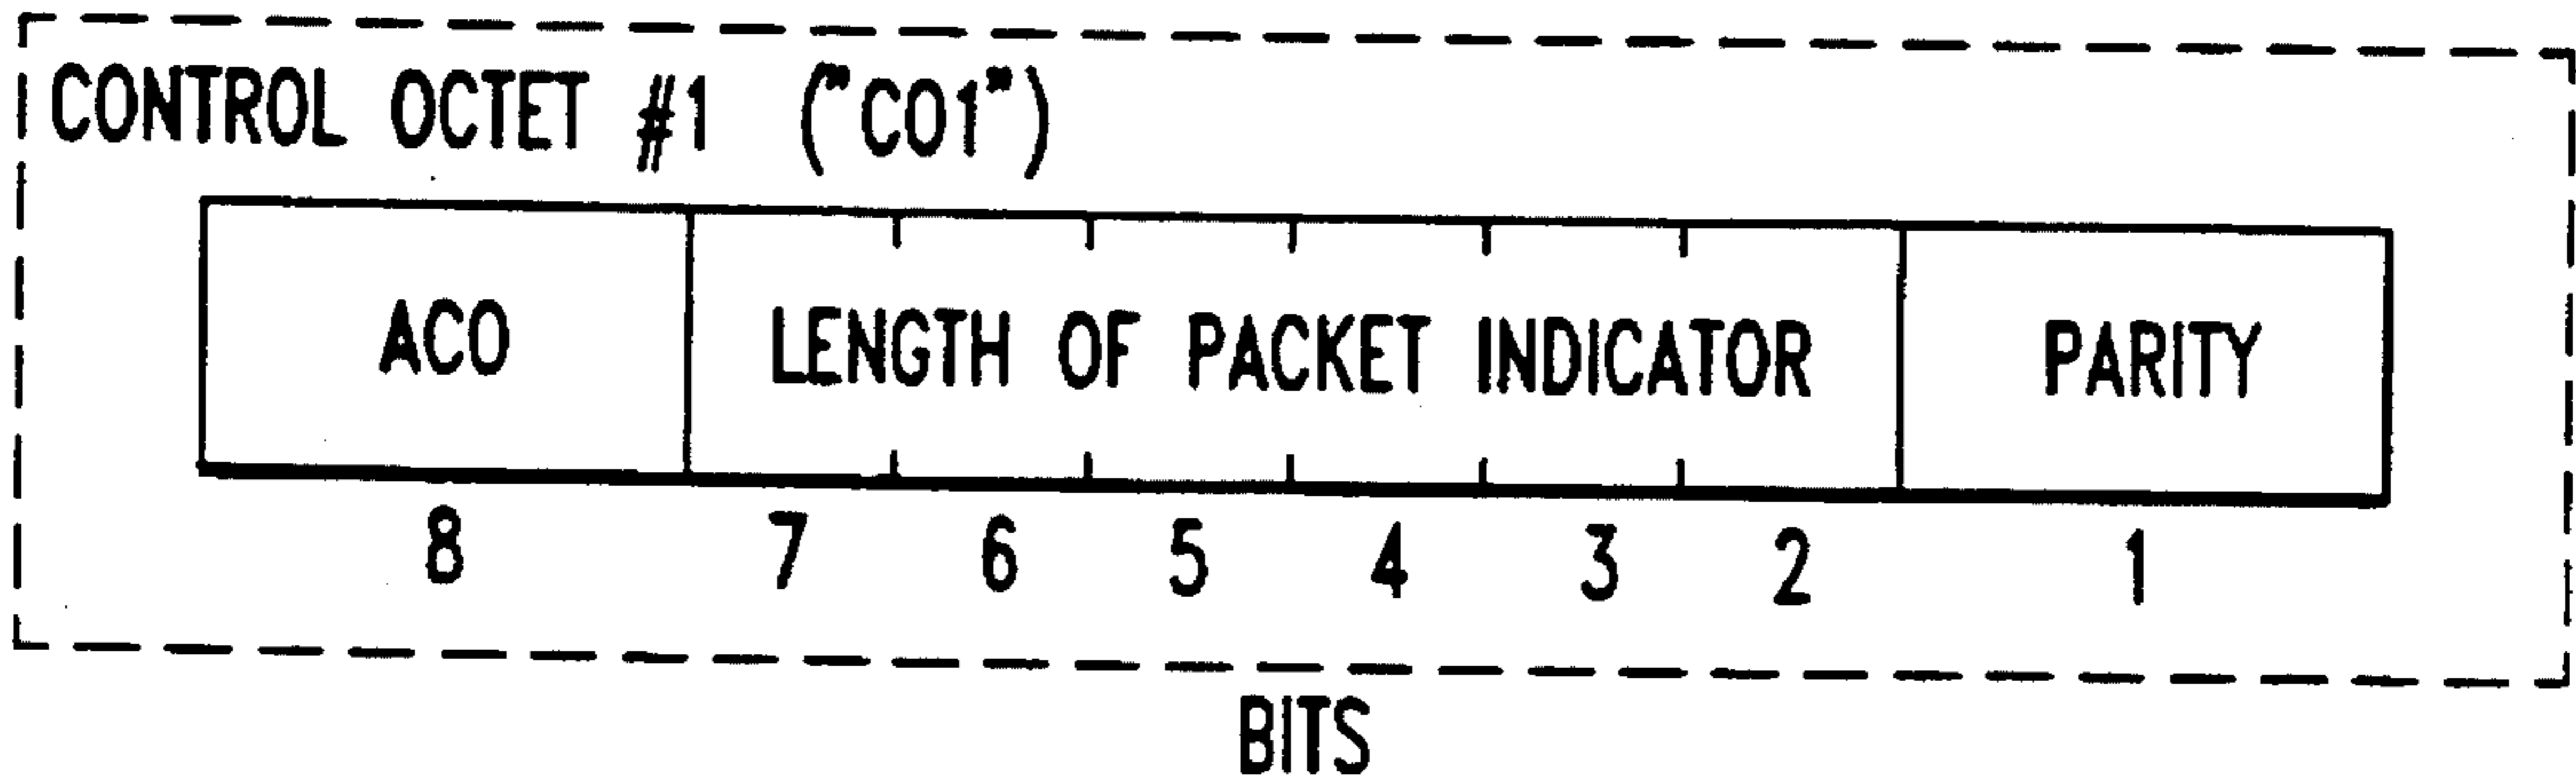 CONTROL OCTET #1 ("CO1")
ACO LENGTH OF PACKET INDICATOR PARITY
8 7 6 5 4 3 2 1
BITS